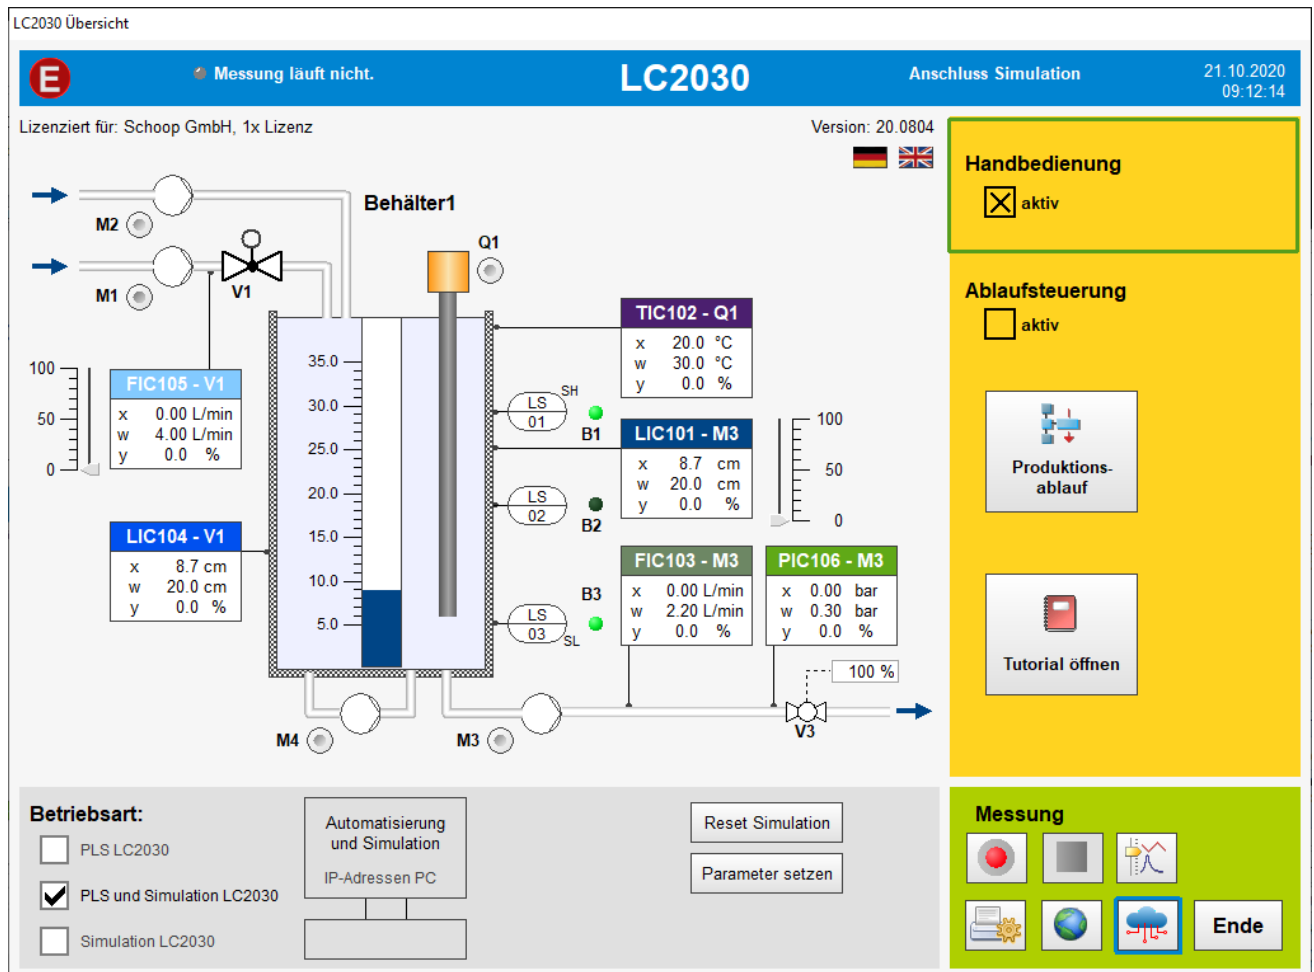 LC2030 Übersicht
E
Messung läuft nicht.
LC2030
Anschluss Simulation
21.10.2020
09:12:14
Lizenziert für: Schoop GmbH, 1x Lizenz
Version: 20.0804
M2
M1
V1
Behälter1
Q1
100
50
0
FIC105 - V1
x 0.00 L/min
w 4.00 L/min
y 0.0 %
LIC104 - V1
x 8.7 cm
w 20.0 cm
y 0.0 %
35.0
30.0
25.0
20.0
15.0
10.0
5.0
TIC102 - Q1
x 20.0 °C
w 30.0 °C
y 0.0 %
LS
01
SH
B1
LIC101 - M3
x 8.7 cm
w 20.0 cm
y 0.0 %
100
50
0
LS
02
B2
LS
03
SL
B3
FIC103 - M3
x 0.00 L/min
w 2.20 L/min
y 0.0 %
PIC106 - M3
x 0.00 bar
w 0.30 bar
y 0.0 %
100 %
V3
M4
M3
Handbedienung
aktiv
Ablaufsteuerung
aktiv
Produktions-
ablauf
Tutorial öffnen
Betriebsart:
PLS LC2030
PLS und Simulation LC2030
Simulation LC2030
Automatisierung
und Simulation
IP-Adressen PC
Reset Simulation
Parameter setzen
Messung
Ende